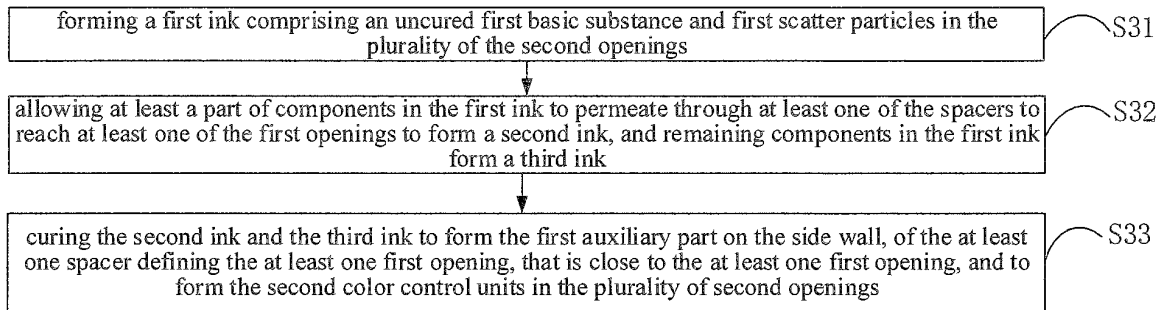 forming a first ink comprising an uncured first basic substance and first scatter particles in the
plurality of the second openings
S31
allowing at least a part of components in the first ink to permeate through at least one of the spacers to
reach at least one of the first openings to form a second ink, and remaining components in the first ink
form a third ink
S32
curing the second ink and the third ink to form the first auxiliary part on the side wall, of the at least
one spacer defining the at least one first opening, that is close to the at least one first opening, and to
form the second color control units in the plurality of second openings
S33